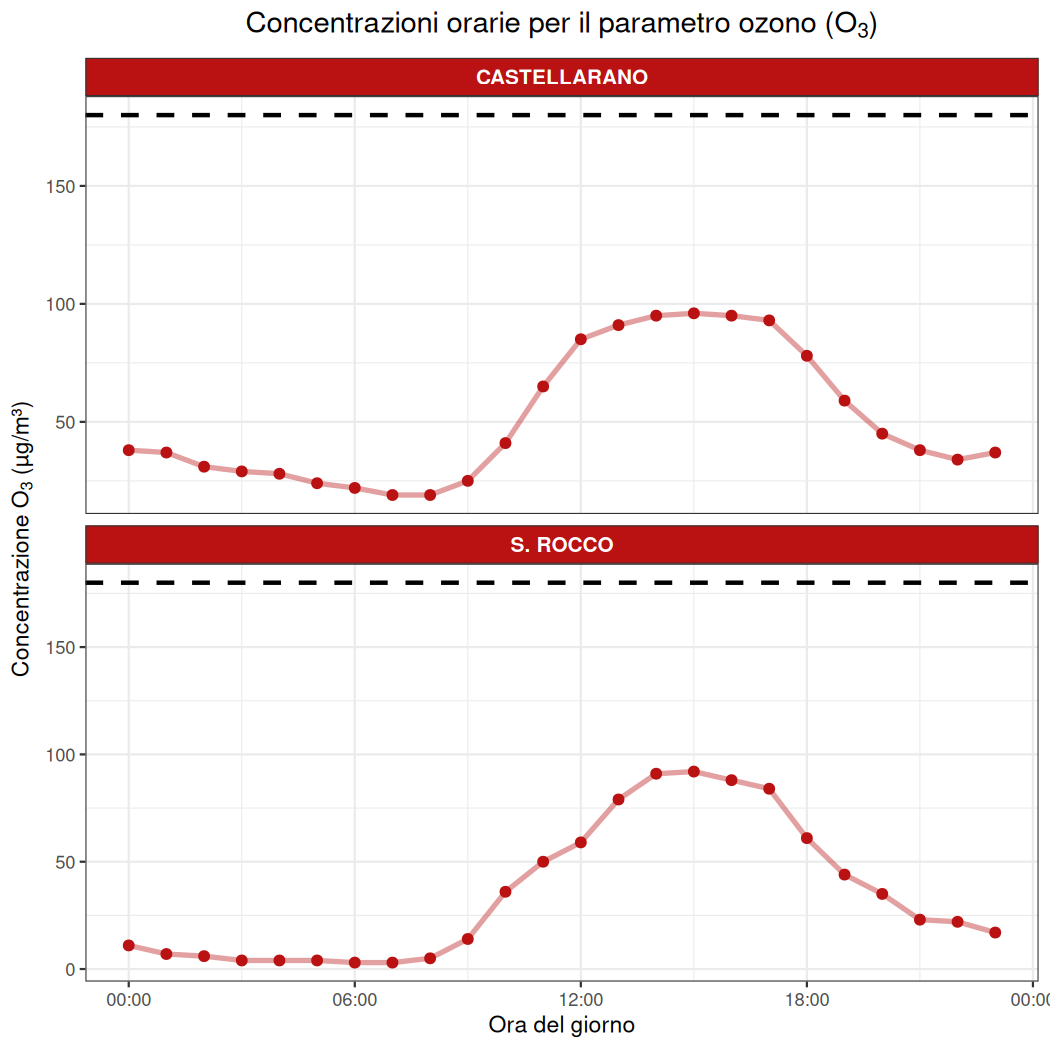 Concentrazioni orarie per il parametro ozono (O₃)
CASTELLARANO
150
100
50
S. ROCCO
150
100
50
0
Concentrazione O₃ (µg/m³)
00:00 06:00 12:00 18:00 00:00
Ora del giorno